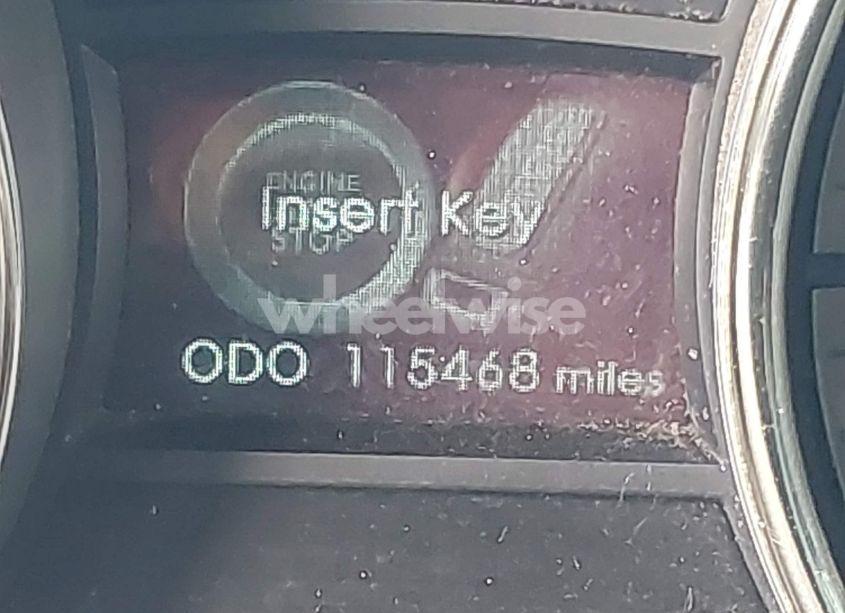 ENGINE
Insert Key
STOP
wheelwise
ODO 115468 miles